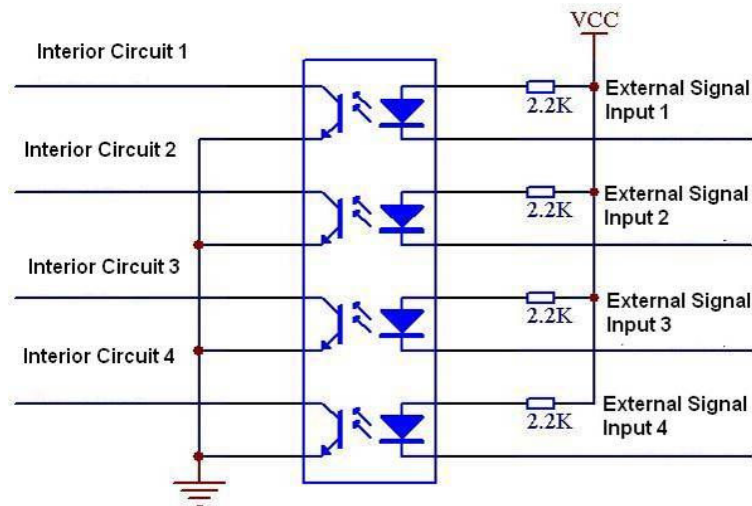 VCC
Interior Circuit 1
External Signal
Input 1
2.2K
Interior Circuit 2
External Signal
Input 2
2.2K
Interior Circuit 3
External Signal
Input 3
2.2K
Interior Circuit 4
External Signal
Input 4
2.2K